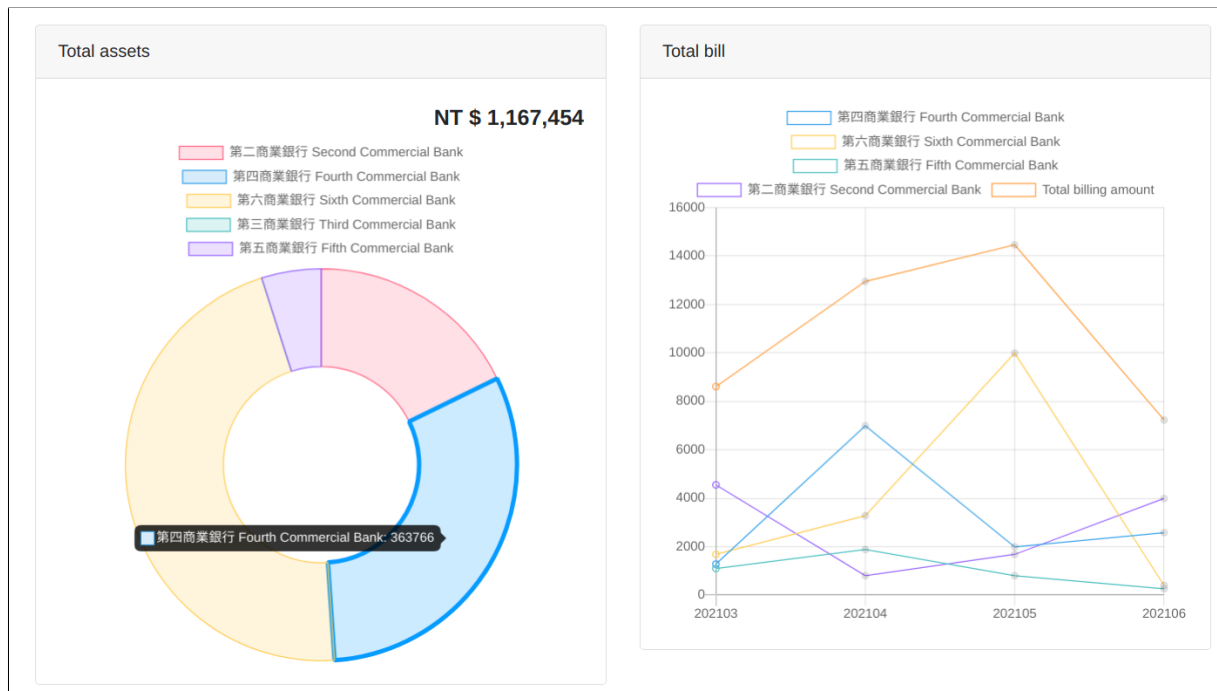 Total assets
NT $ 1,167,454
第二商業銀行 Second Commercial Bank
第四商業銀行 Fourth Commercial Bank
第六商業銀行 Sixth Commercial Bank
第三商業銀行 Third Commercial Bank
第五商業銀行 Fifth Commercial Bank
第四商業銀行 Fourth Commercial Bank: 363766
Total bill
第四商業銀行 Fourth Commercial Bank
第六商業銀行 Sixth Commercial Bank
第五商業銀行 Fifth Commercial Bank
第二商業銀行 Second Commercial Bank Total billing amount
16000
14000
12000
10000
8000
6000
4000
2000
0
202103 202104 202105 202106